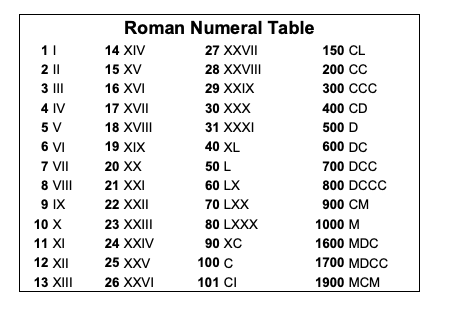 Roman Numeral Table
1 I 14 XIV 27 XXVII 150 CL
2 II 15 XV 28 XXVIII 200 CC
3 III 16 XVI 29 XXIX 300 CCC
4 IV 17 XVII 30 XXX 400 CD
5 V 18 XVIII 31 XXXI 500 D
6 VI 19 XIX 40 XL 600 DC
7 VII 20 XX 50 L 700 DCC
8 VIII 21 XXI 60 LX 800 DCCC
9 IX 22 XXII 70 LXX 900 CM
10 X 23 XXIII 80 LXXX 1000 M
11 XI 24 XXIV 90 XC 1600 MDC
12 XII 25 XXV 100 C 1700 MDCC
13 XIII 26 XXVI 101 CI 1900 MCM